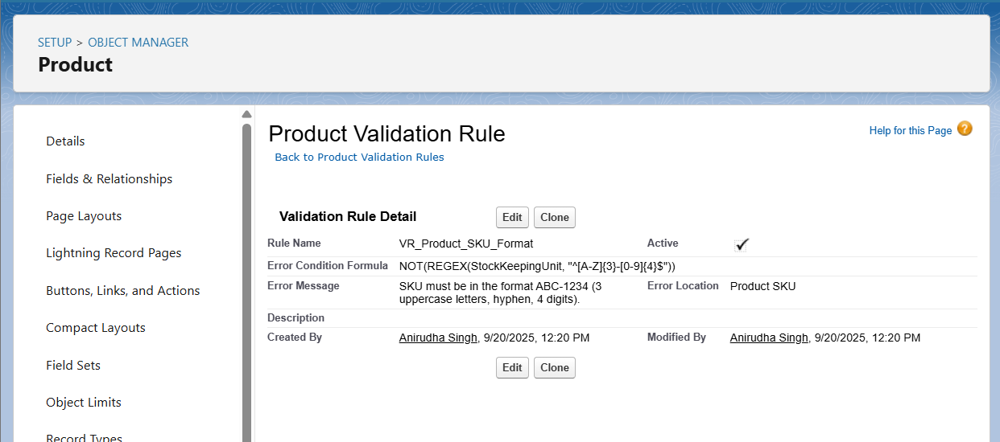 SETUP > OBJECT MANAGER
Product
Details
Fields & Relationships
Page Layouts
Lightning Record Pages
Buttons, Links, and Actions
Compact Layouts
Field Sets
Object Limits
Record Types
Product Validation Rule
Back to Product Validation Rules
Help for this Page ?
Validation Rule Detail Edit Clone
Rule Name VR_Product_SKU_Format Active
Error Condition Formula NOT(REGEX(StockKeepingUnit, "^[A-Z]{3}-[0-9]{4}$"))
Error Message SKU must be in the format ABC-1234 (3 Error Location Product SKU
uppercase letters, hyphen, 4 digits).
Description
Created By Anirudha Singh, 9/20/2025, 12:20 PM Modified By Anirudha Singh, 9/20/2025, 12:20 PM
Edit Clone